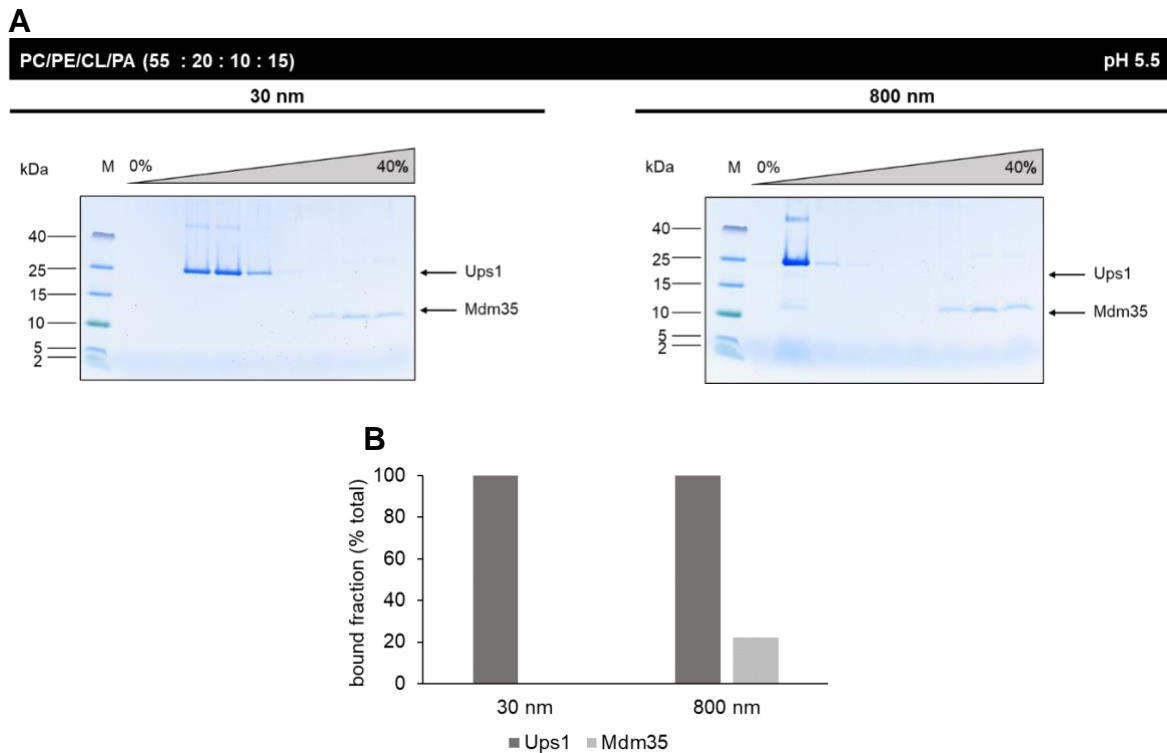 A
PC/PE/CL/PA (55 : 20 : 10 : 15) pH 5.5
30 nm 800 nm
kDa M 0% 40%
40
25
15
10
5
2
Ups1
Mdm35
kDa M 0% 40%
40
25
15
10
5
2
Ups1
Mdm35
B
bound fraction (% total)
100
80
60
40
20
0
30 nm 800 nm
Ups1 Mdm35